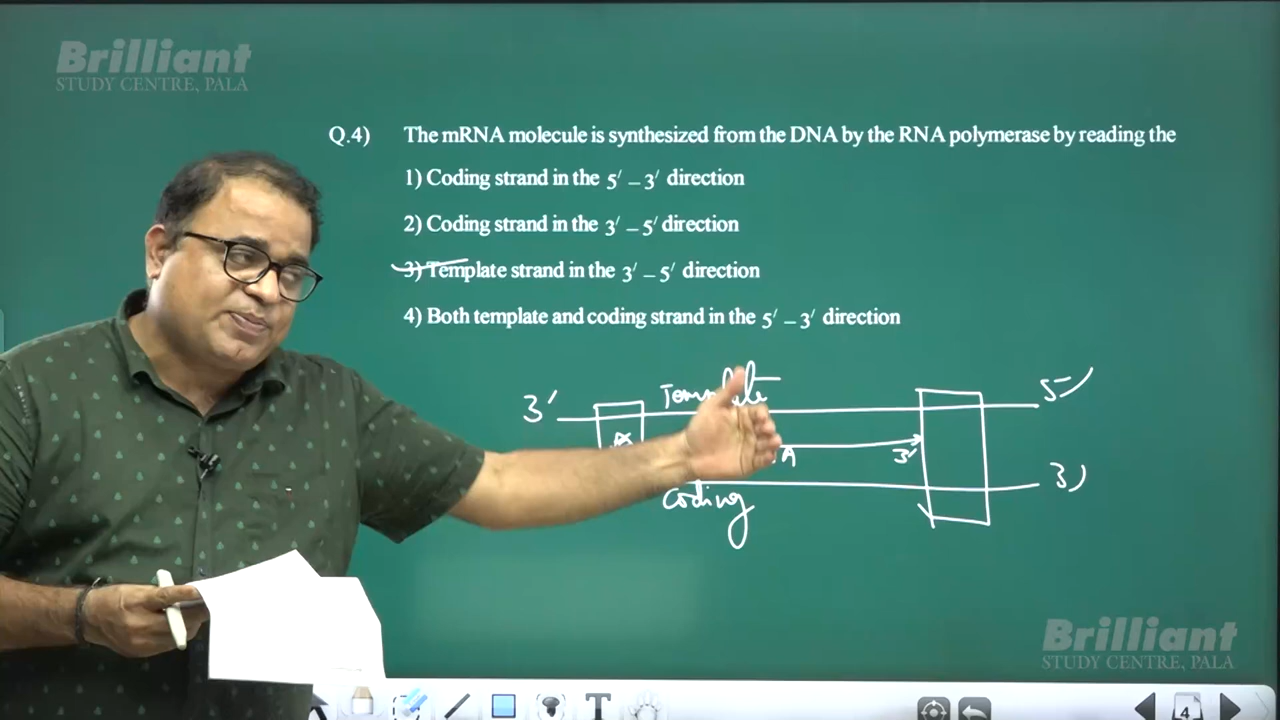 Brilliant
STUDY CENTRE, PALA
Q.4) The mRNA molecule is synthesized from the DNA by the RNA polymerase by reading the
1) Coding strand in the 5′ – 3′ direction
2) Coding strand in the 3′ – 5′ direction
3) Template strand in the 3′ – 5′ direction
4) Both template and coding strand in the 5′ – 3′ direction
Template
3′ 5′
A 3′
Coding 3′
Brilliant
STUDY CENTRE, PALA
T 4